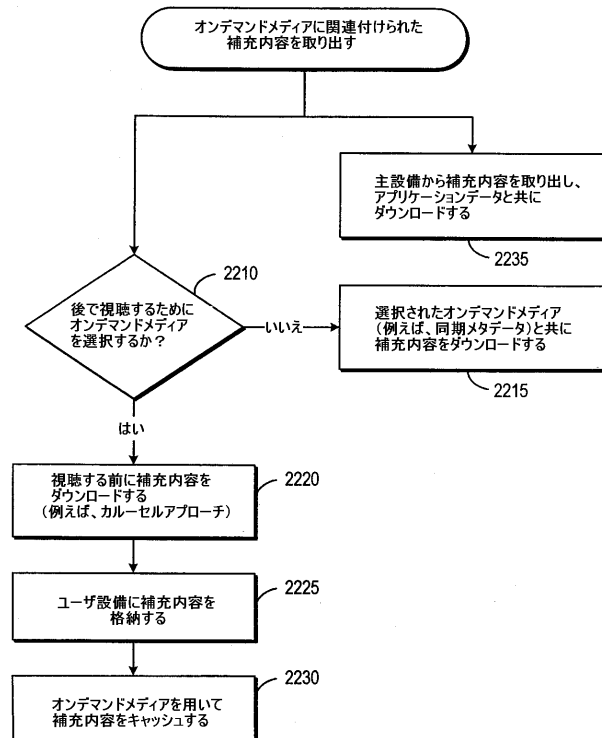 オンデマンドメディアに関連付けられた
補充内容を取り出す
主設備から補充内容を取り出し、
アプリケーションデータと共に
ダウンロードする
2235
2210
後で視聴するために
オンデマンドメディア
を選択するか？
いいえ
選択されたオンデマンドメディア
(例えば、同期メタデータ)と共に
補充内容をダウンロードする
2215
はい
視聴する前に補充内容を
ダウンロードする
(例えば、カルーセルアプローチ)
2220
ユーザ設備に補充内容を
格納する
2225
オンデマンドメディアを用いて
補充内容をキャッシュする
2230